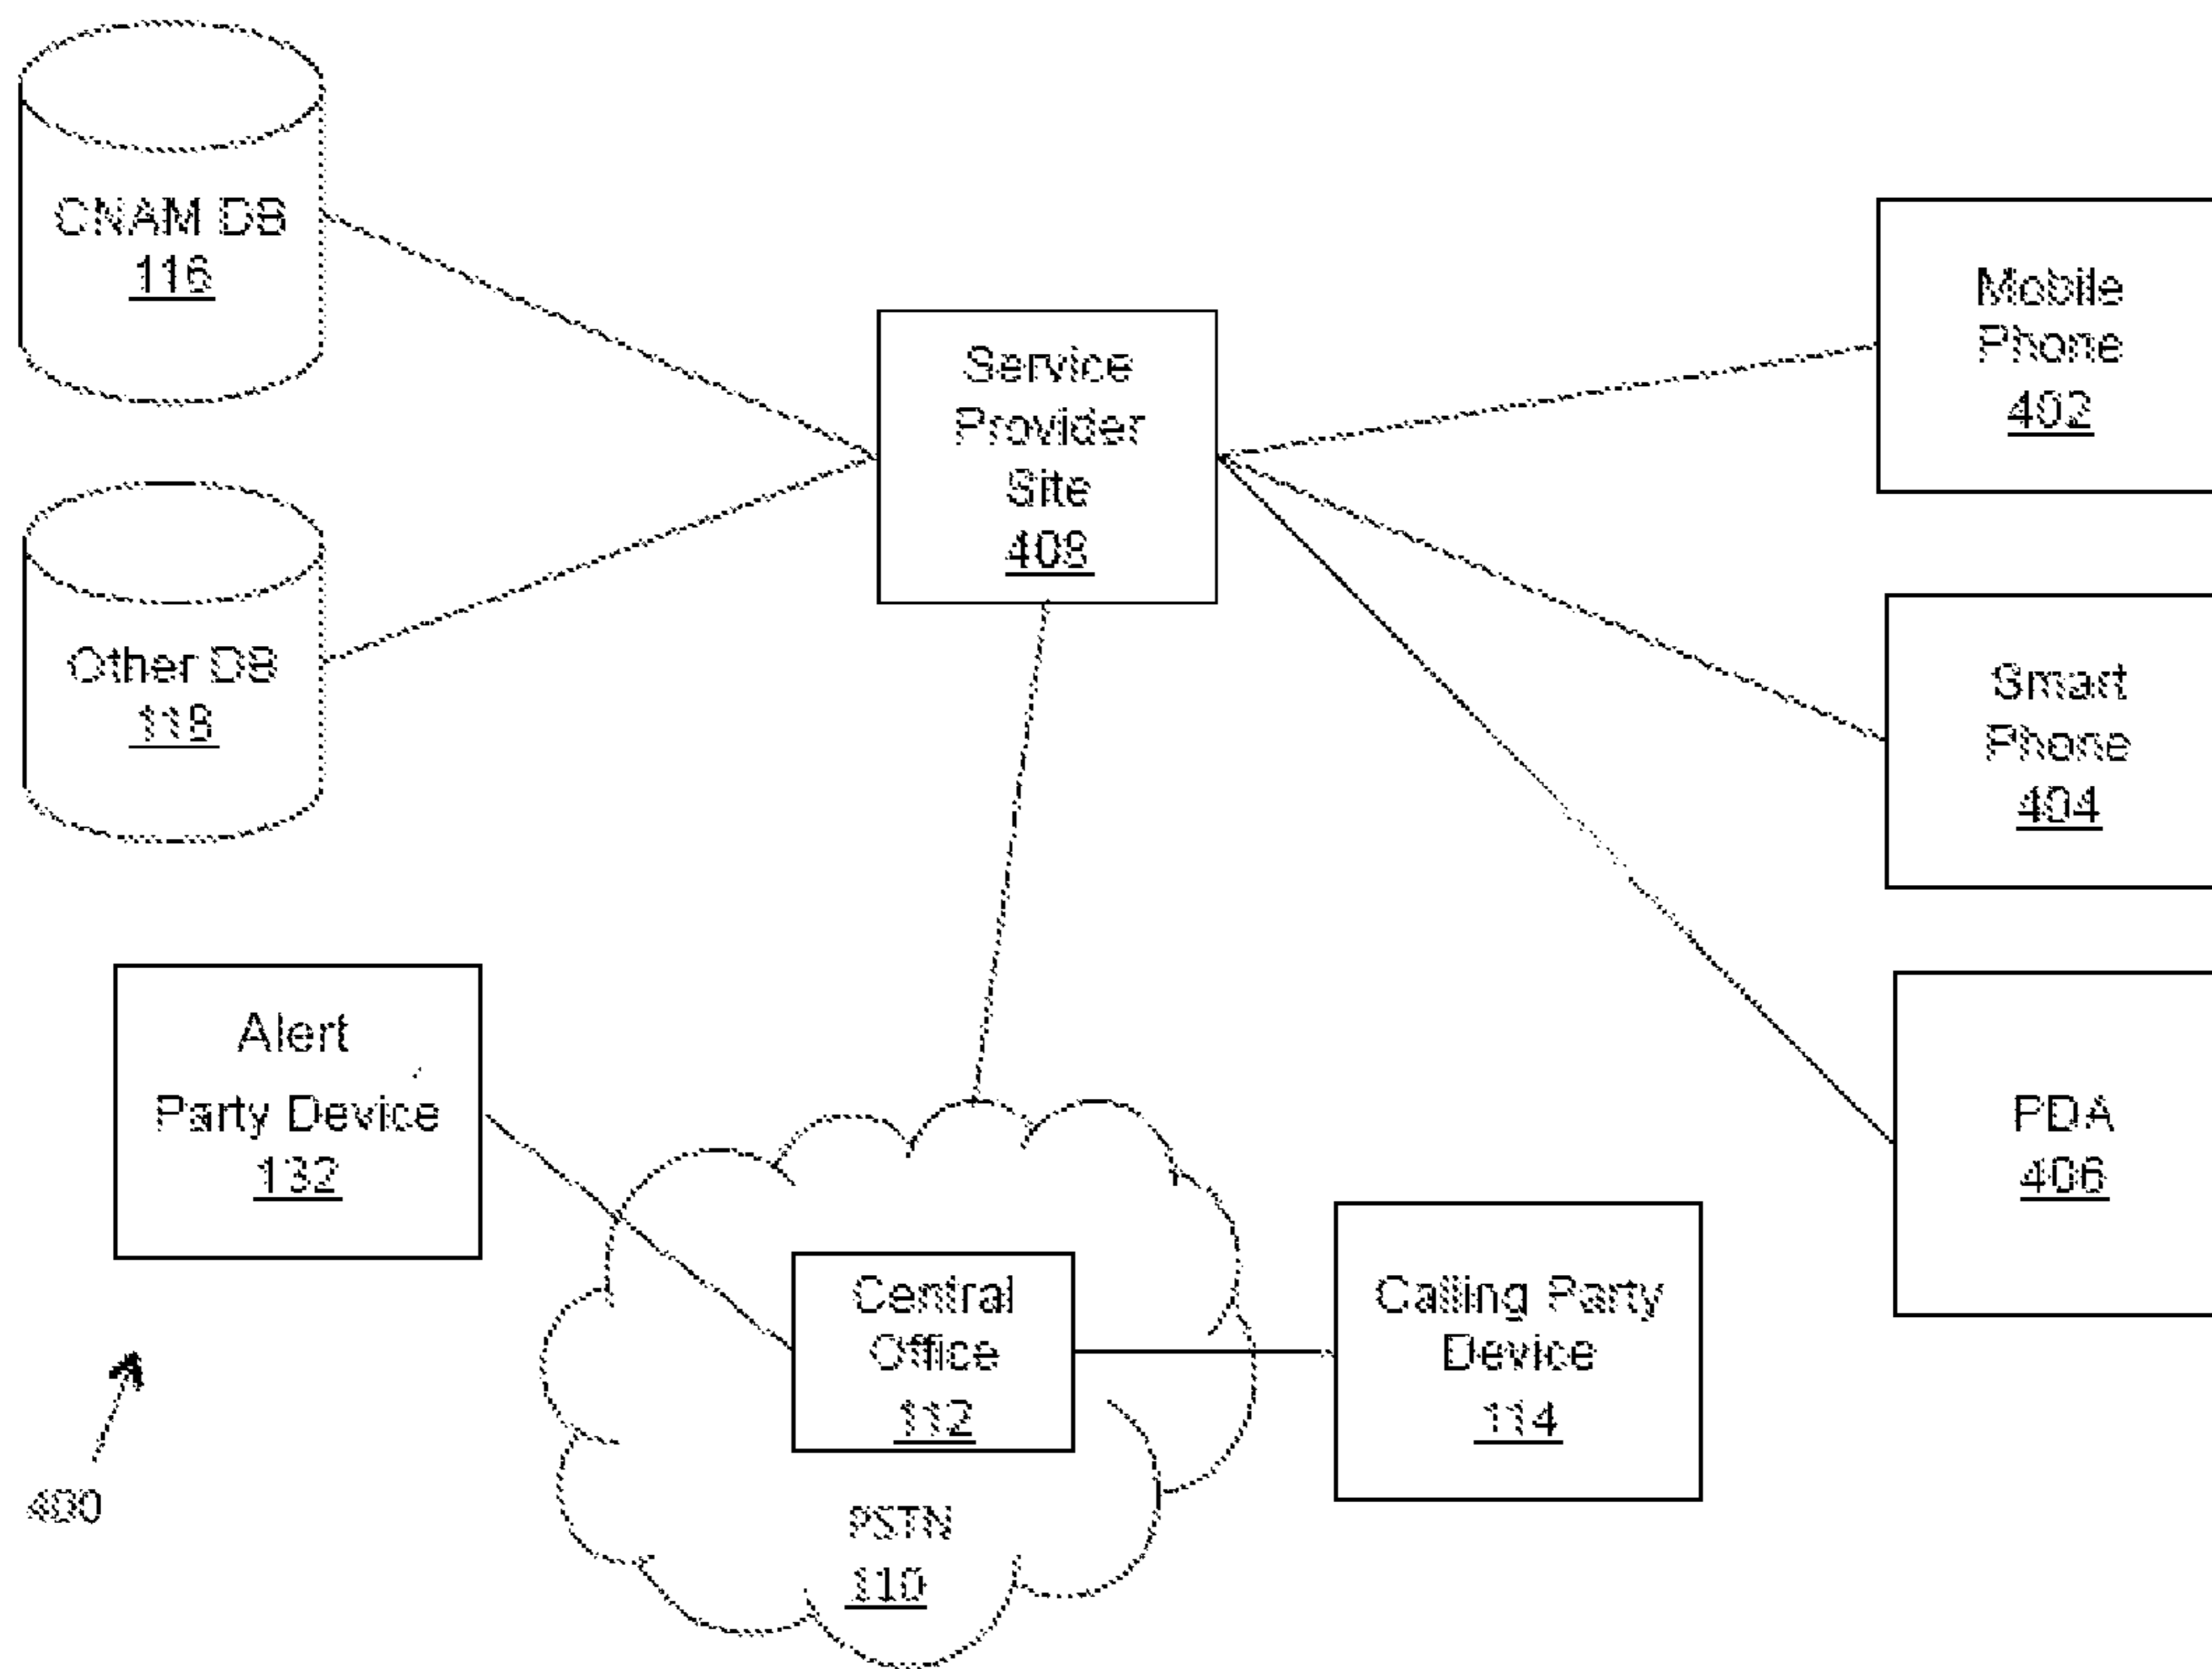 CNAM DB
116
Other DB
118
Service
Provider
Site
408
Mobile
Phone
402
Smart
Phone
404
PDA
406
Alert
Party Device
132
Central
Office
112
PSTN
110
Calling Party
Device
114
400